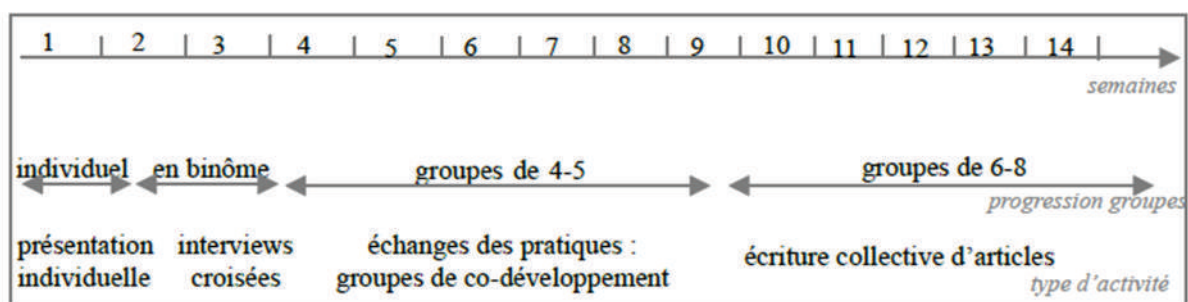 1 | 2 | 3 | 4 | 5 | 6 | 7 | 8 | 9 | 10 | 11 | 12 | 13 | 14 |
semaines
individuel en binôme groupes de 4-5 groupes de 6-8
progression groupes
présentation interviews échanges des pratiques :
individuelle croisées groupes de co-développement écriture collective d'articles
type d'activité